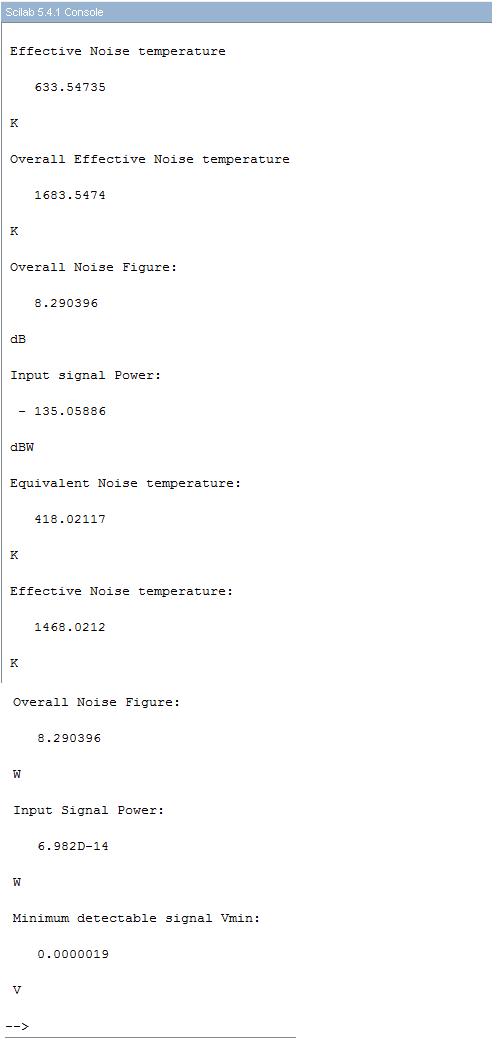 Scilab 5.4.1 Console
Effective Noise temperature
633.54735
K
Overall Effective Noise temperature
1683.5474
K
Overall Noise Figure:
8.290396
dB
Input signal Power:
- 135.05886
dBW
Equivalent Noise temperature:
418.02117
K
Effective Noise temperature:
1468.0212
K
Overall Noise Figure:
8.290396
W
Input Signal Power:
6.982D-14
W
Minimum detectable signal Vmin:
0.0000019
V
-->